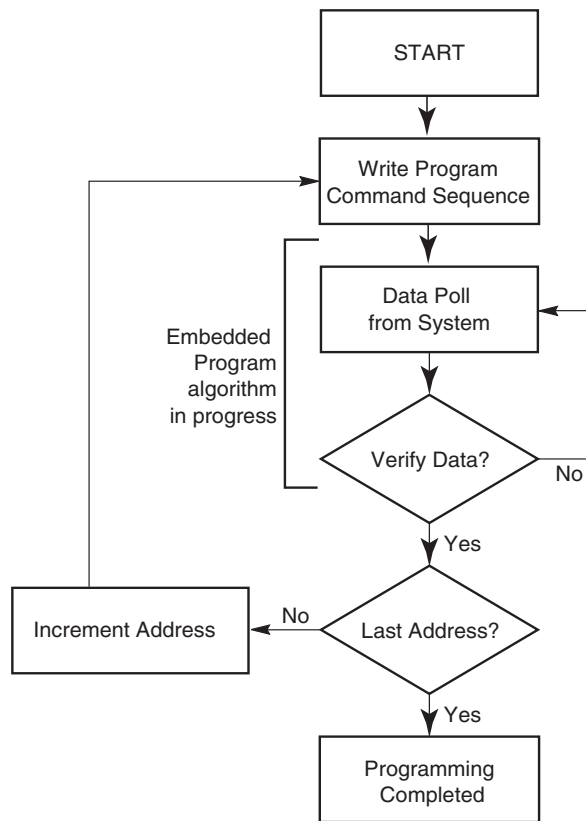 START
Write Program
Command Sequence
Data Poll
from System
Embedded
Program
algorithm
in progress
Verify Data?
No
Yes
Last Address?
No
Increment Address
Yes
Programming
Completed